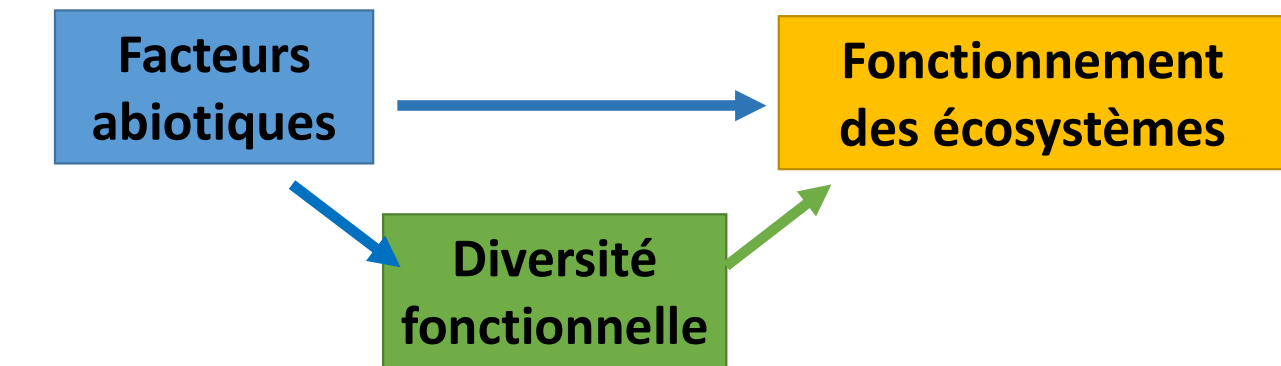 Facteurs
abiotiques
Fonctionnement
des écosystèmes
Diversité
fonctionnelle